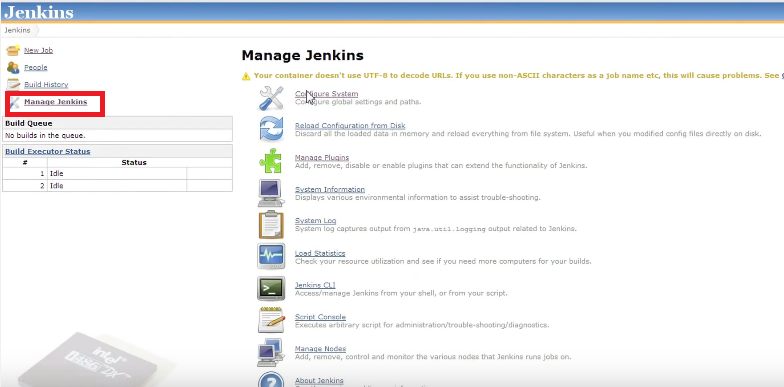 Jenkins
Jenkins
New Job
People
Build History
Manage Jenkins
Build Queue
No builds in the queue.
Build Executor Status
# Status
1 Idle
2 Idle
Manage Jenkins
Your container doesn't use UTF-8 to decode URLs. If you use non-ASCII characters as a job name etc, this will cause problems. See
Configure System
Configure global settings and paths.
Reload Configuration from Disk
Discard all the loaded data in memory and reload everything from file system. Useful when you modified config files directly on disk.
Manage Plugins
Add, remove, disable or enable plugins that can extend the functionality of Jenkins.
System Information
Displays various environmental information to assist trouble-shooting.
System Log
System log captures output from java.util.logging output related to Jenkins.
Load Statistics
Check your resource utilization and see if you need more computers for your builds.
Jenkins CLI
Access/manage Jenkins from your shell, or from your script.
Script Console
Executes arbitrary script for administration/trouble-shooting/diagnostics.
Manage Nodes
Add, remove, control and monitor the various nodes that Jenkins runs jobs on.
About Jenkins
intel